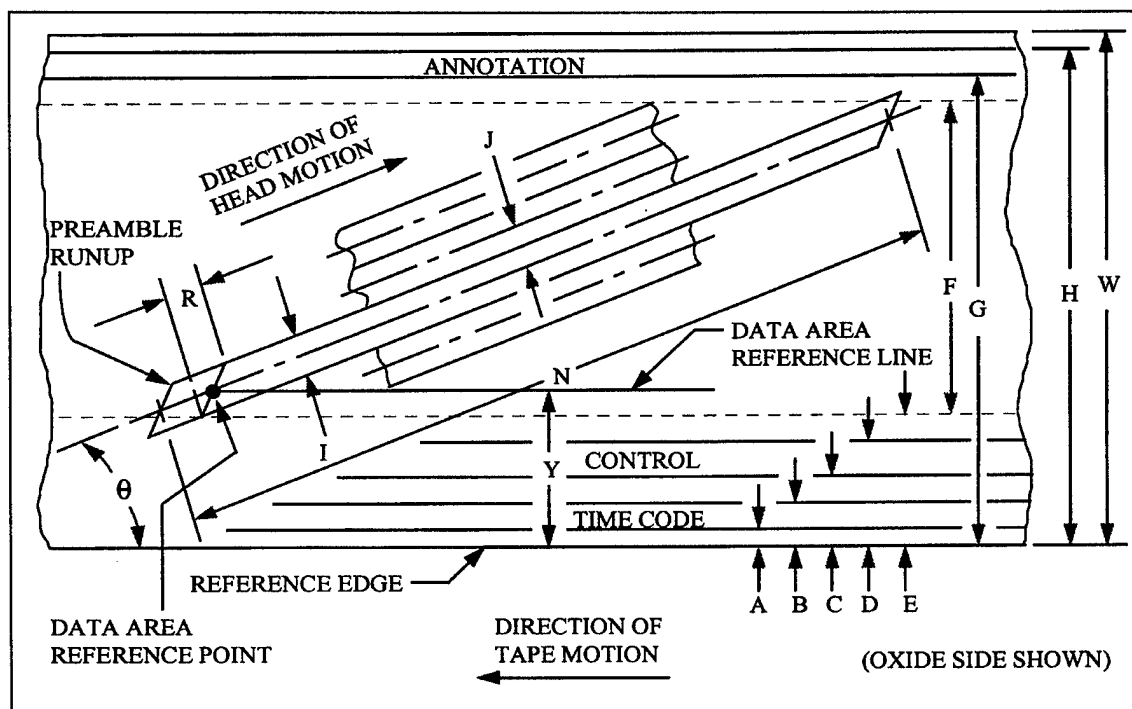 ANNOTATION
DIRECTION OF
HEAD MOTION
J
PREAMBLE
RUNUP
R
F
G
H
W
DATA AREA
REFERENCE LINE
N
I
Y
CONTROL
θ
TIME CODE
REFERENCE EDGE
A
B
C
D
E
DATA AREA
REFERENCE POINT
DIRECTION OF
TAPE MOTION
(OXIDE SIDE SHOWN)